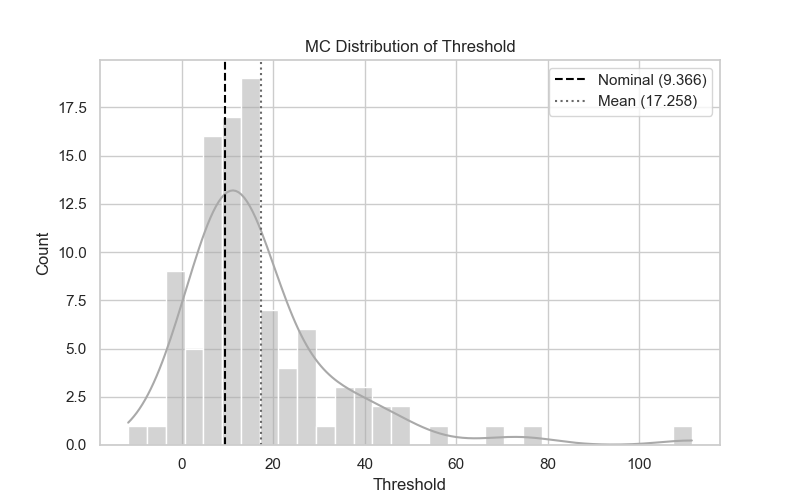 MC Distribution of Threshold
Nominal (9.366)
Mean (17.258)
17.5
15.0
12.5
10.0
7.5
5.0
2.5
0.0
Count
0 20 40 60 80 100
Threshold